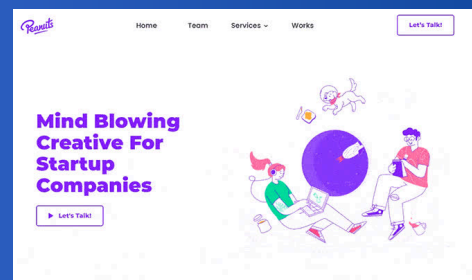 Peanuts
Home
Team
Services
Works
Let's Talk!
Mind Blowing
Creative For
Startup
Companies
Let's Talk!